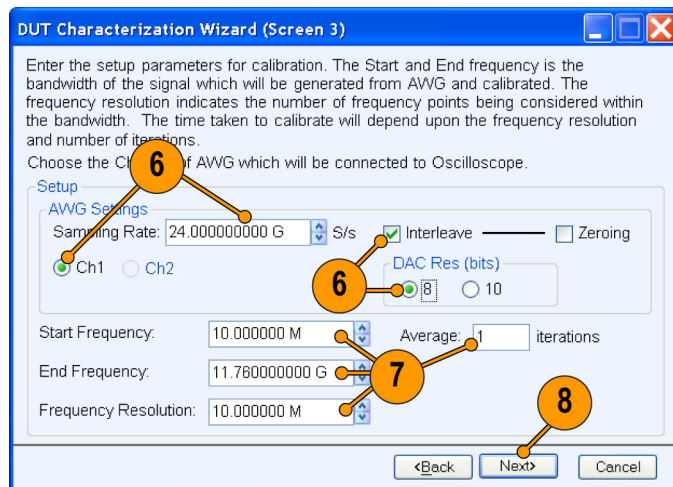 DUT Characterization Wizard (Screen 3)
Enter the setup parameters for calibration. The Start and End frequency is the
bandwidth of the signal which will be generated from AWG and calibrated. The
frequency resolution indicates the number of frequency points being considered within
the bandwidth. The time taken to calibrate will depend upon the frequency resolution
and number of iterations.
Choose the Ch of AWG which will be connected to Oscilloscope.
6
Setup
AWG Settings
Sampling Rate: 24.000000000 G S/s Interleave Zeroing
Ch1 Ch2
6
DAC Res (bits)
8 10
Start Frequency: 10.000000 M Average: 1 iterations
End Frequency: 11.760000000 G
7
Frequency Resolution: 10.000000 M
8
<Back Next> Cancel